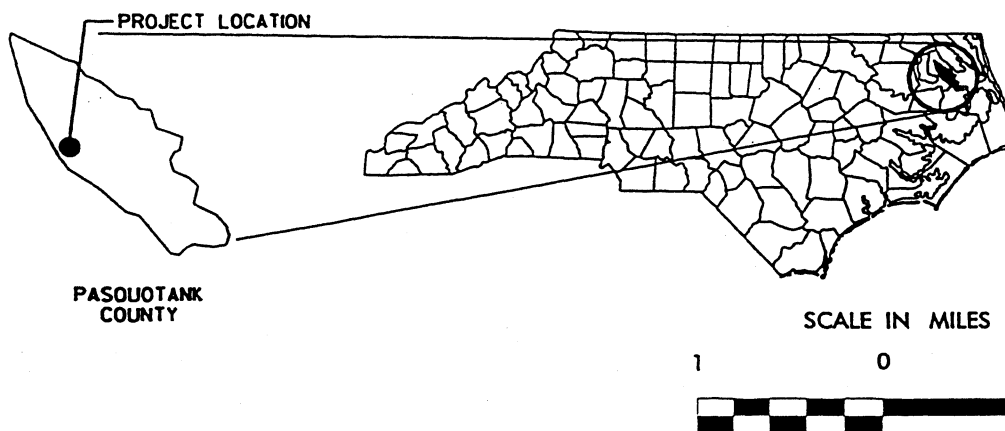 PROJECT LOCATION
PASQUOTANK
COUNTY
SCALE IN MILES
1 0